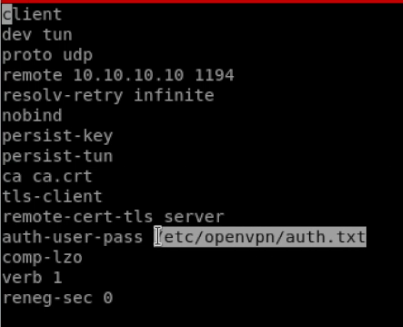 client
dev tun
proto udp
remote 10.10.10.10 1194
resolv-retry infinite
nobind
persist-key
persist-tun
ca ca.crt
tls-client
remote-cert-tls server
auth-user-pass /etc/openvpn/auth.txt
comp-lzo
verb 1
reneg-sec 0